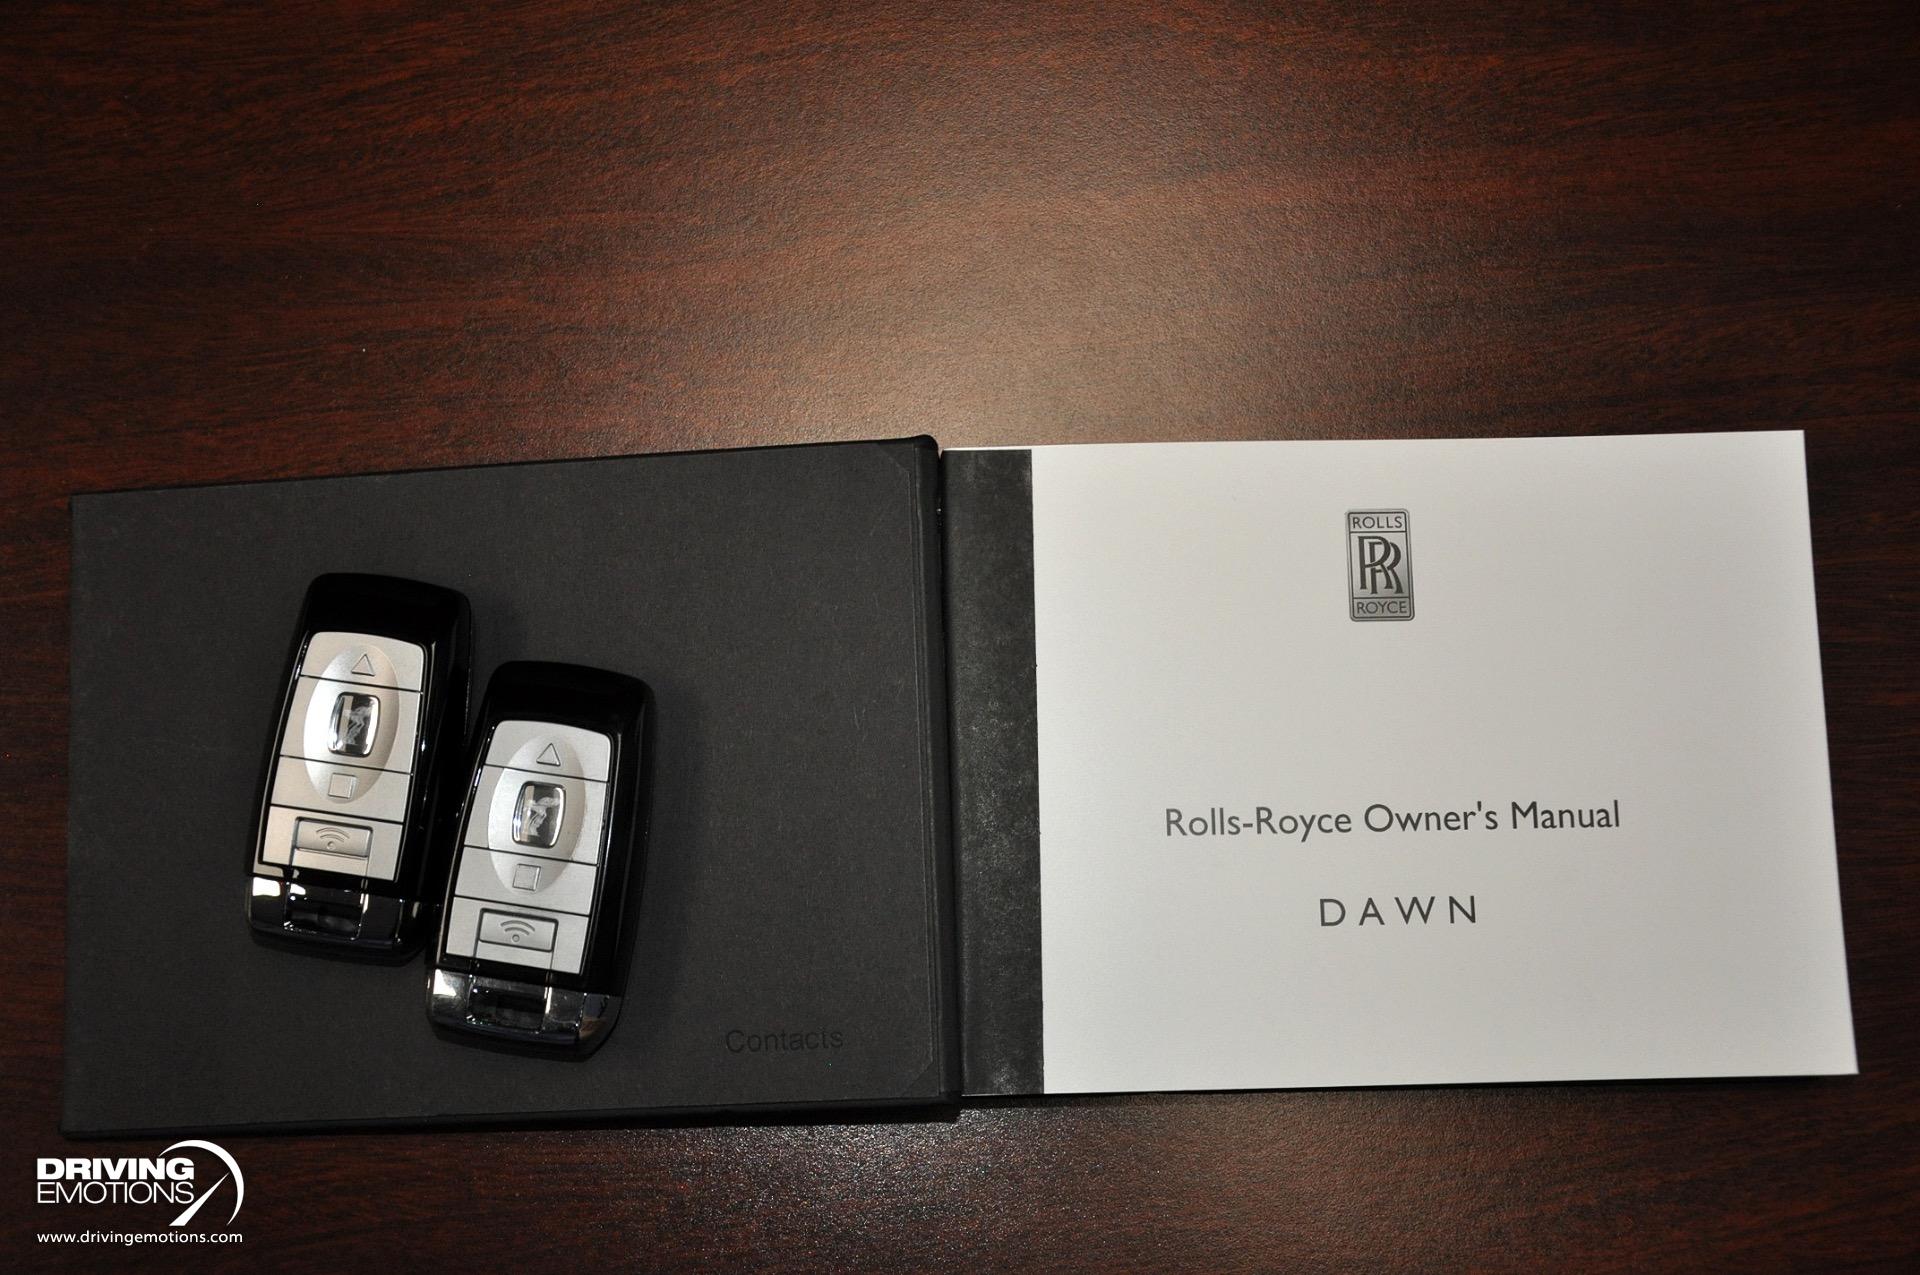 ROLLS
RR
ROYCE
Rolls-Royce Owner's Manual
DAWN
Contacts
DRIVING
EMOTIONS
www.drivingemotions.com